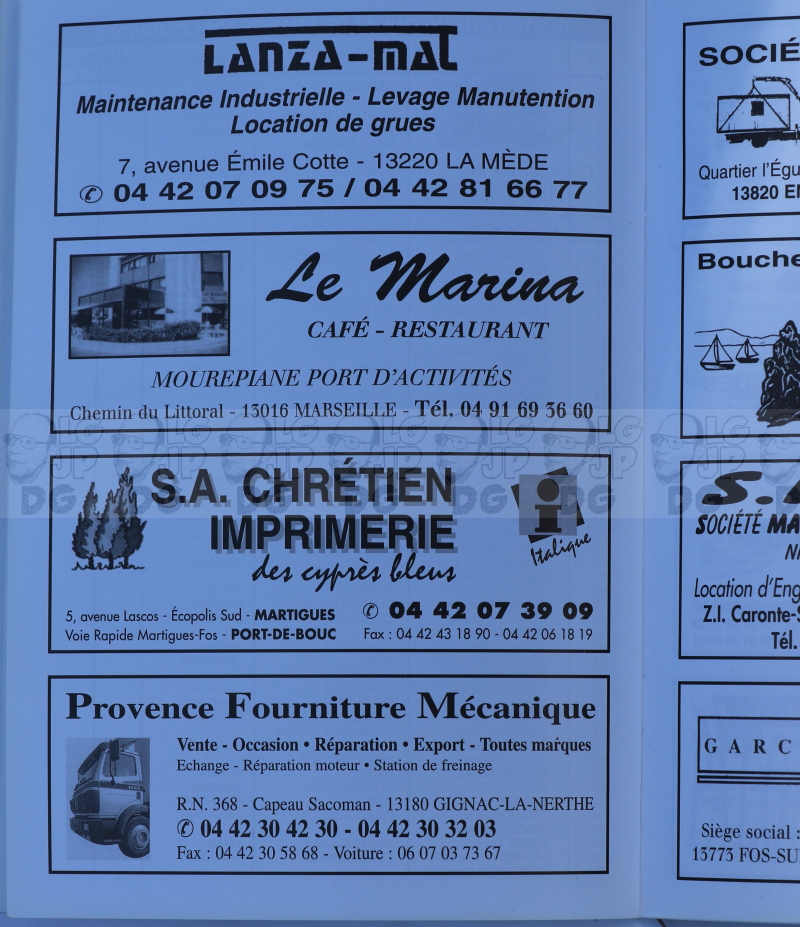 LANZA-MAT
Maintenance Industrielle - Levage Manutention
Location de grues
7, avenue Émile Cotte - 13220 LA MÈDE
✆ 04 42 07 09 75 / 04 42 81 66 77
Le Marina
CAFÉ - RESTAURANT
MOUREPIANE PORT D'ACTIVITÉS
Chemin du Littoral - 13016 MARSEILLE - Tél. 04 91 69 36 60
S.A. CHRÉTIEN
IMPRIMERIE
des cyprès bleus
i
Italique
5, avenue Lascos - Écopolis Sud - MARTIGUES
Voie Rapide Martigues-Fos - PORT-DE-BOUC
✆ 04 42 07 39 09
Fax : 04 42 43 18 90 - 04 42 06 18 19
Provence Fourniture Mécanique
Vente - Occasion • Réparation • Export - Toutes marques
Echange - Réparation moteur • Station de freinage
R.N. 368 - Capeau Sacoman - 13180 GIGNAC-LA-NERTHE
✆ 04 42 30 42 30 - 04 42 30 32 03
Fax : 04 42 30 58 68 - Voiture : 06 07 03 73 67
SOCIÉ
Quartier l'Égu
13820 EN
Bouche
S.
SOCIÉTÉ MA
Location d'Eng
Z.I. Caronte-S
Tél.
GARC
Siège social :
13773 FOS-SU
LG JP DG